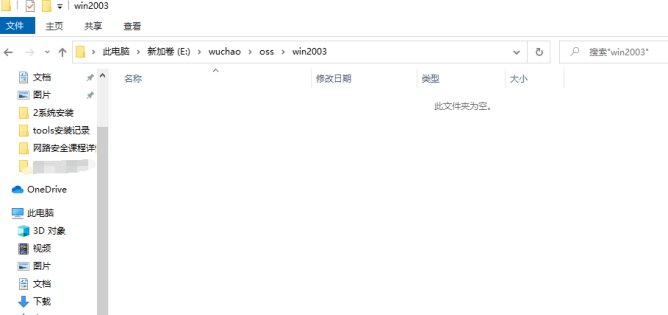 win2003
文件 主页 共享 查看
此电脑 新加卷 (E:) wuchao oss win2003 搜索"win2003"
名称 修改日期 类型 大小
此文件夹为空。
文档
图片
2系统安装
tools安装记录
网路安全课程详
OneDrive
此电脑
3D 对象
视频
图片
文档
下载